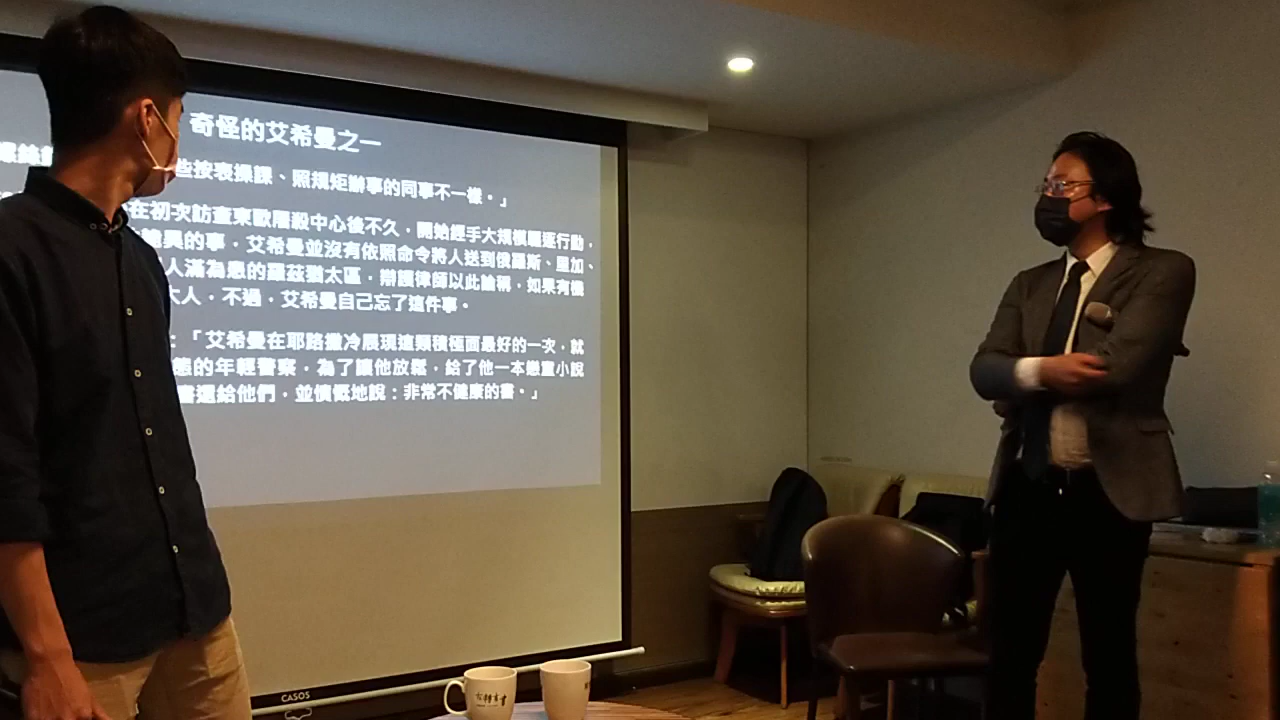 奇怪的艾希曼之一
些按表操課、照規矩辦事的同事不一樣。」
在初次訪查東歐屠殺中心後不久，開始經手大規模驅逐行動，
詭異的事，艾希曼並沒有依照命令將人送到俄羅斯、里加、
人滿為患的羅茲猶太區，辯護律師以此論稱，如果有機
大人，不過，艾希曼自己忘了這件事。
：「艾希曼在耶路撒冷展現這類積極面最好的一次，就
態的年輕警察，為了讓他放鬆，給了他一本戀童小說
書還給他們，並憤慨地說：非常不健康的書。」
CASOS